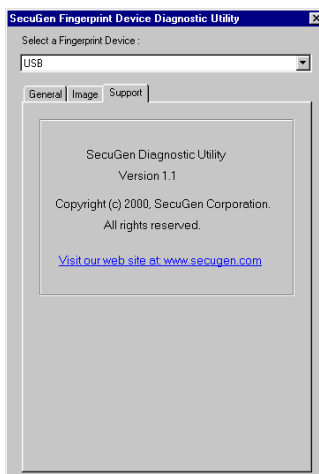 SecuGen Fingerprint Device Diagnostic Utility
Select a Fingerprint Device :
USB
General Image Support
SecuGen Diagnostic Utility
Version 1.1
Copyright (c) 2000, SecuGen Corporation.
All rights reserved.
Visit our web site at: www.secugen.com